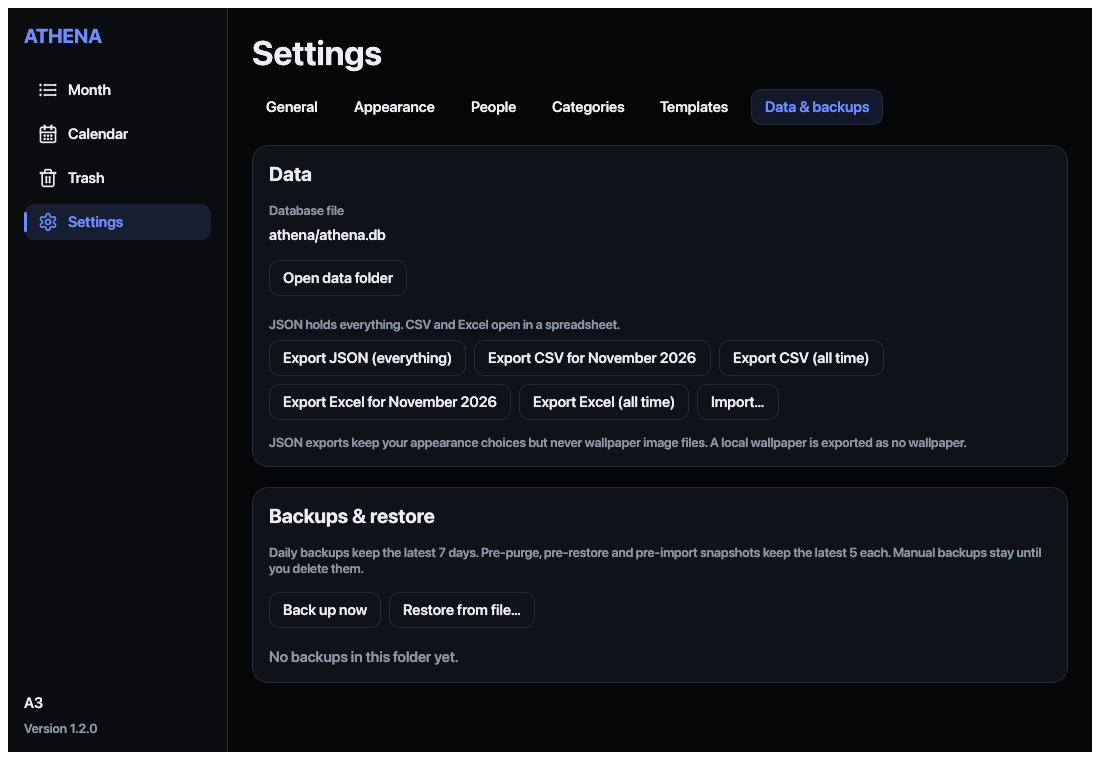 ATHENA
Month
Calendar
Trash
Settings
A3
Version 1.2.0
Settings
General Appearance People Categories Templates Data & backups
Data
Database file
athena/athena.db
Open data folder
JSON holds everything. CSV and Excel open in a spreadsheet.
Export JSON (everything) Export CSV for November 2026 Export CSV (all time)
Export Excel for November 2026 Export Excel (all time) Import...
JSON exports keep your appearance choices but never wallpaper image files. A local wallpaper is exported as no wallpaper.
Backups & restore
Daily backups keep the latest 7 days. Pre-purge, pre-restore and pre-import snapshots keep the latest 5 each. Manual backups stay until
you delete them.
Back up now Restore from file...
No backups in this folder yet.